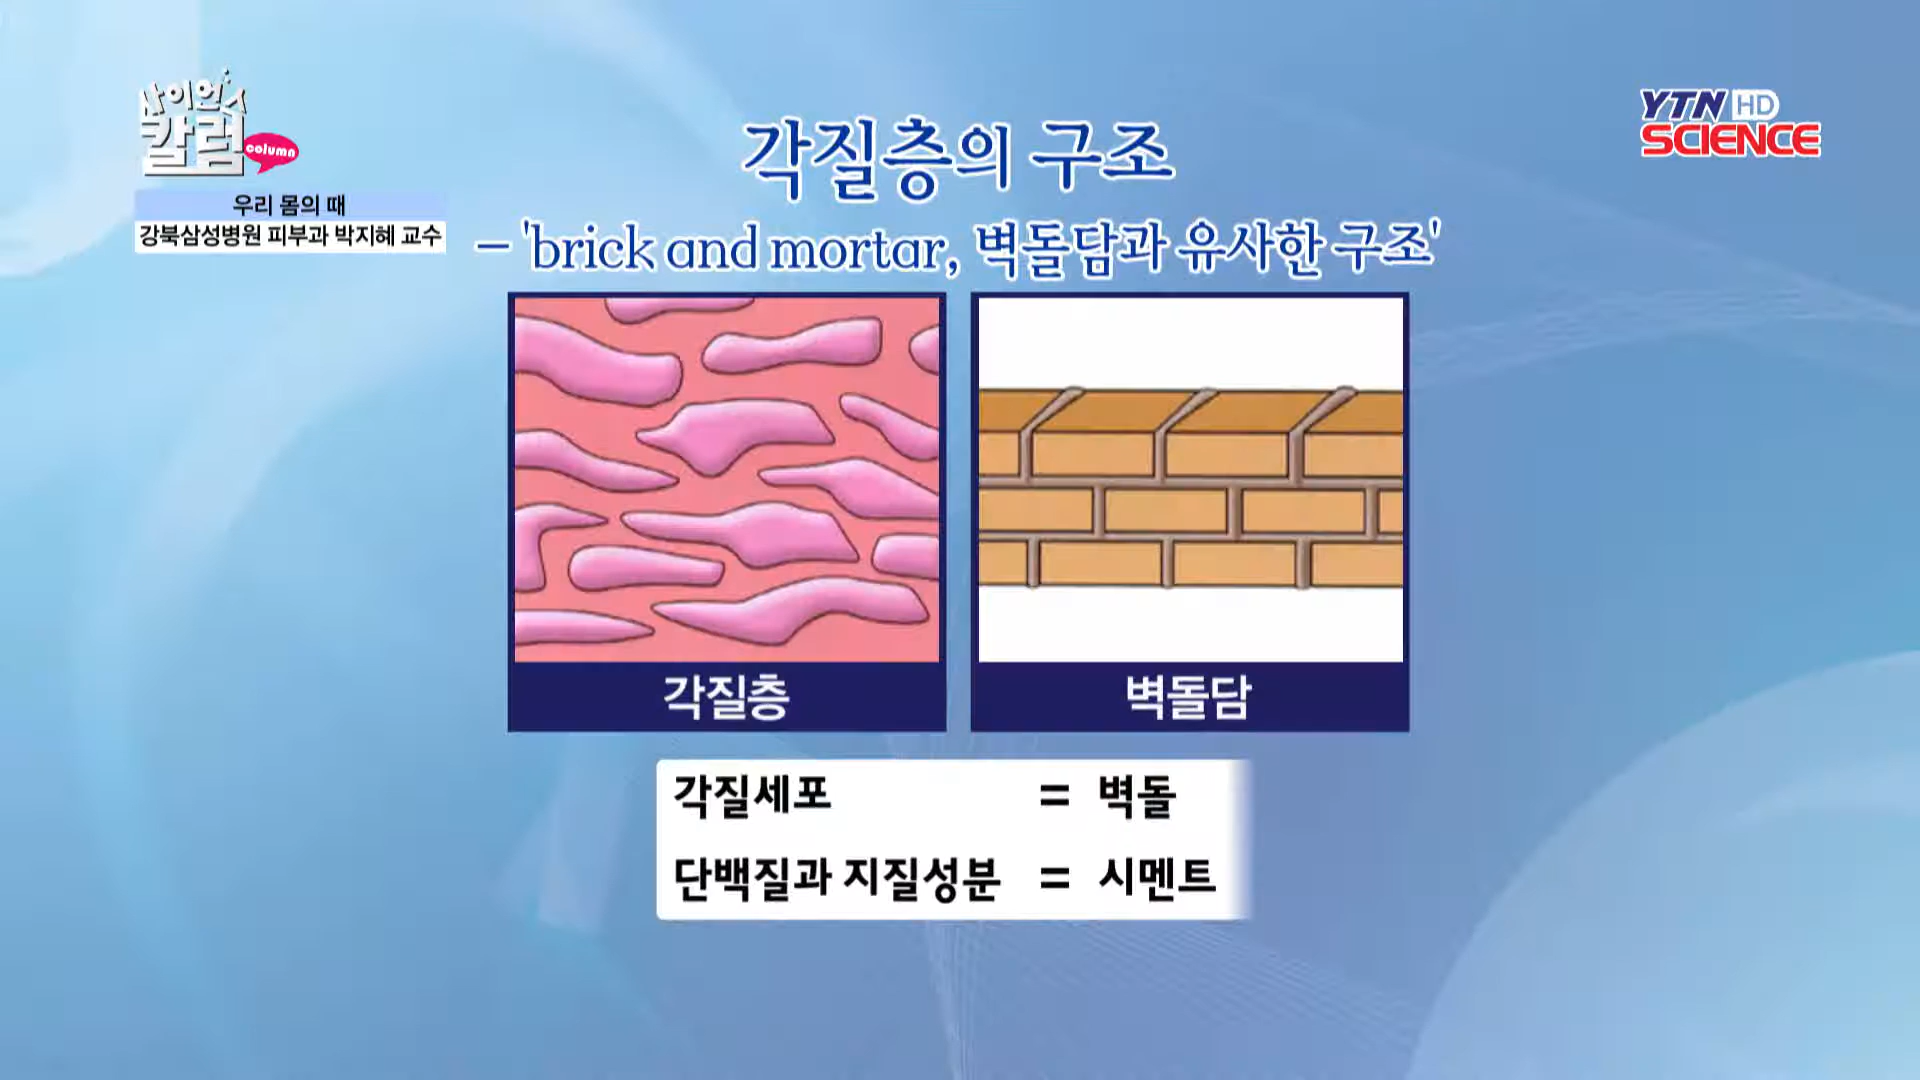 사이언스
칼럼
column
우리 몸의 때
강북삼성병원 피부과 박지혜 교수
YTN HD
SCIENCE
각질층의 구조
- 'brick and mortar, 벽돌담과 유사한 구조'
각질층
벽돌담
각질세포 = 벽돌
단백질과 지질성분 = 시멘트